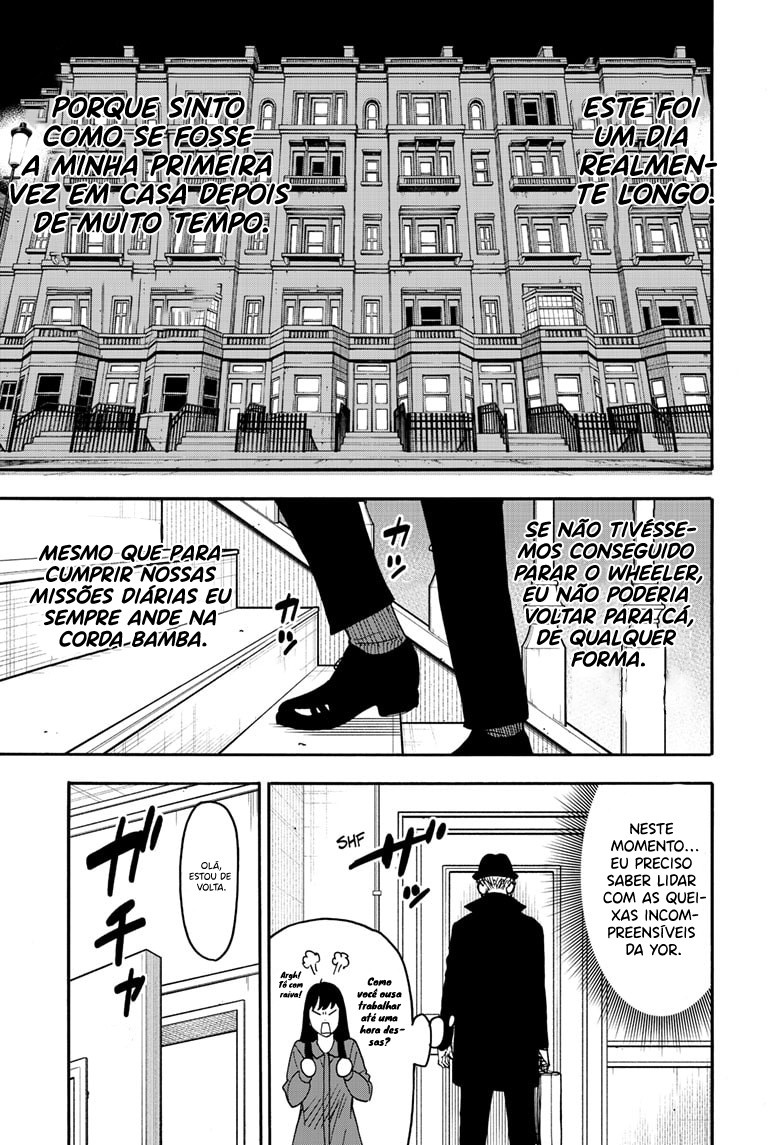 ESTE FOI
UM DIA
REALMEN-
TE LONGO!
PORQUE SINTO
COMO SE FOSSE
A MINHA PRIMEIRA
VEZ EM CASA DEPOIS
DE MUITO TEMPO.
SE NÃO TIVÉSSE-
MOS CONSEGUIDO
PARAR O WHEELER,
EU NÃO PODERIA
VOLTAR PARA CÁ,
DE QUALQUER
FORMA.
MESMO QUE PARA
CUMPRIR NOSSAS
MISSÕES DIÁRIAS EU
SEMPRE ANDE NA
CORDA BAMBA.
カッ
カッ
NESTE
MOMENTO...
EU PRECISO
SABER LIDAR
COM AS QUEI-
XAS INCOM-
PREENSÍVEIS
DA YOR.
SHF
Como
você ousa
trabalhar
até uma
hora des-
sas?
Argh!
Tô com
raiva!
OLÁ,
ESTOU DE
VOLTA.
ガチャ